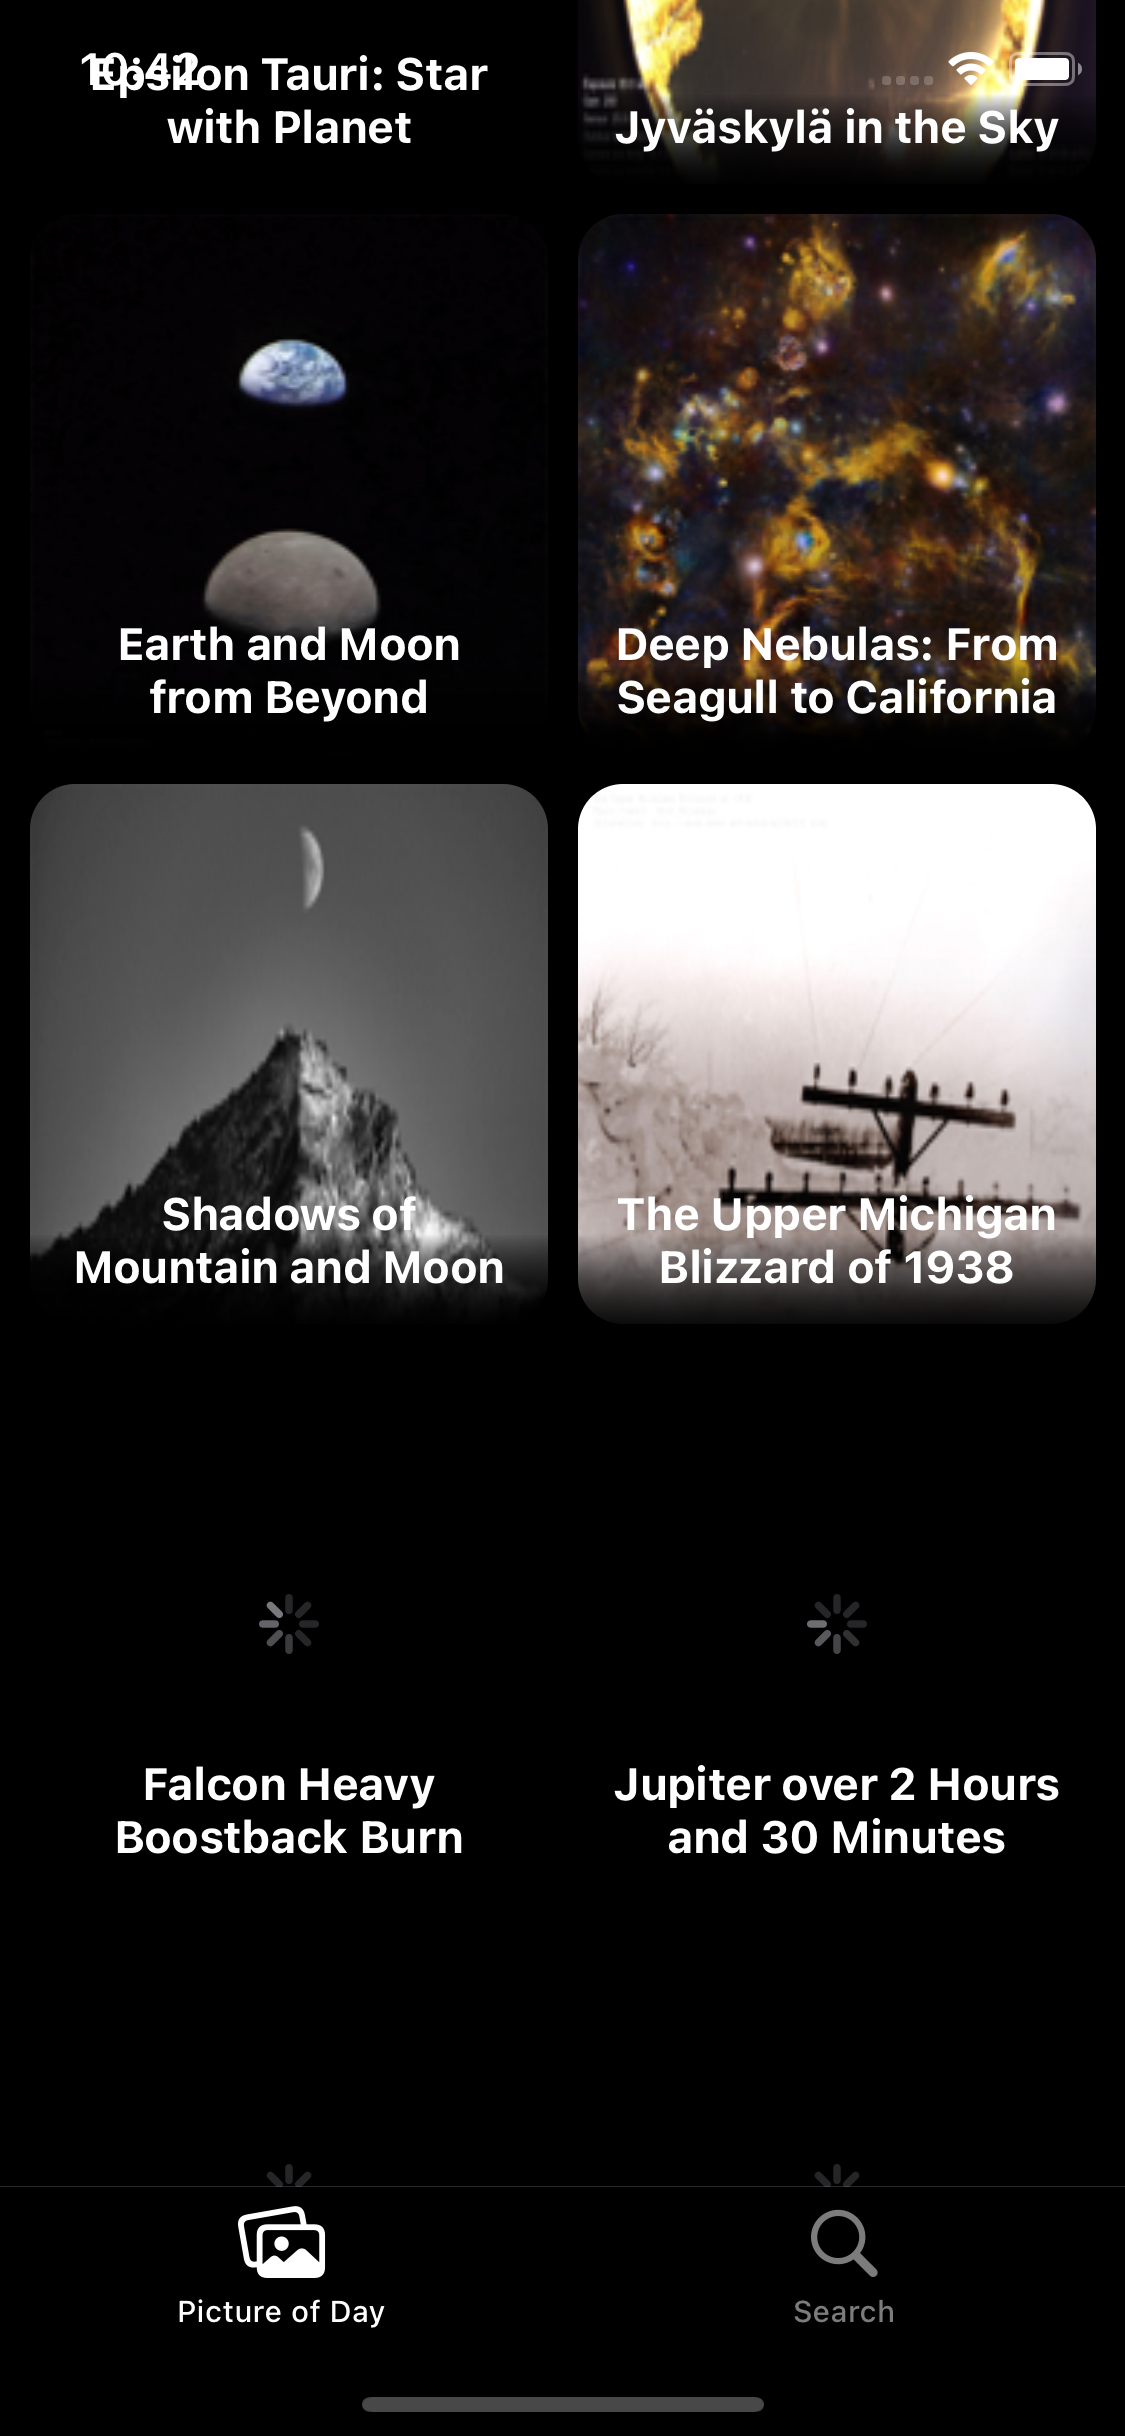 10:42
Epsilon Tauri: Star
with Planet
Jyväskylä in the Sky
Earth and Moon
from Beyond
Deep Nebulas: From
Seagull to California
Shadows of
Mountain and Moon
The Upper Michigan
Blizzard of 1938
Falcon Heavy
Boostback Burn
Jupiter over 2 Hours
and 30 Minutes
Picture of Day
Search